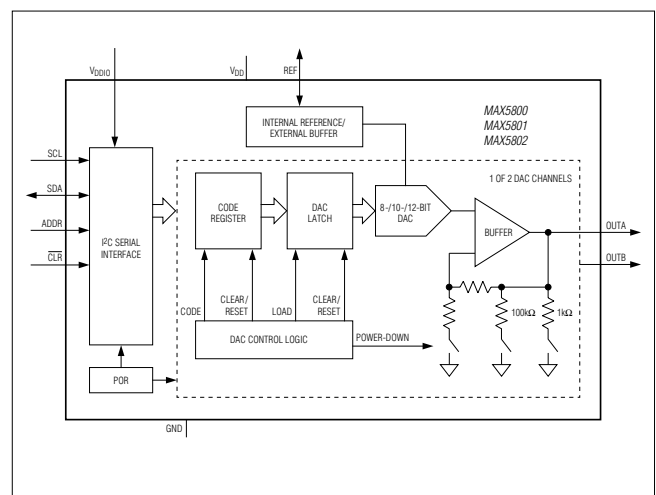 VDDIO
VDD
REF
INTERNAL REFERENCE/
EXTERNAL BUFFER
MAX5800
MAX5801
MAX5802
SCL
SDA
ADDR
CLR
I2C SERIAL
INTERFACE
1 OF 2 DAC CHANNELS
CODE
REGISTER
DAC
LATCH
8-/10-/12-BIT
DAC
BUFFER
OUTA
OUTB
100kΩ
1kΩ
CODE
CLEAR/
RESET
LOAD
CLEAR/
RESET
DAC CONTROL LOGIC
POWER-DOWN
POR
GND